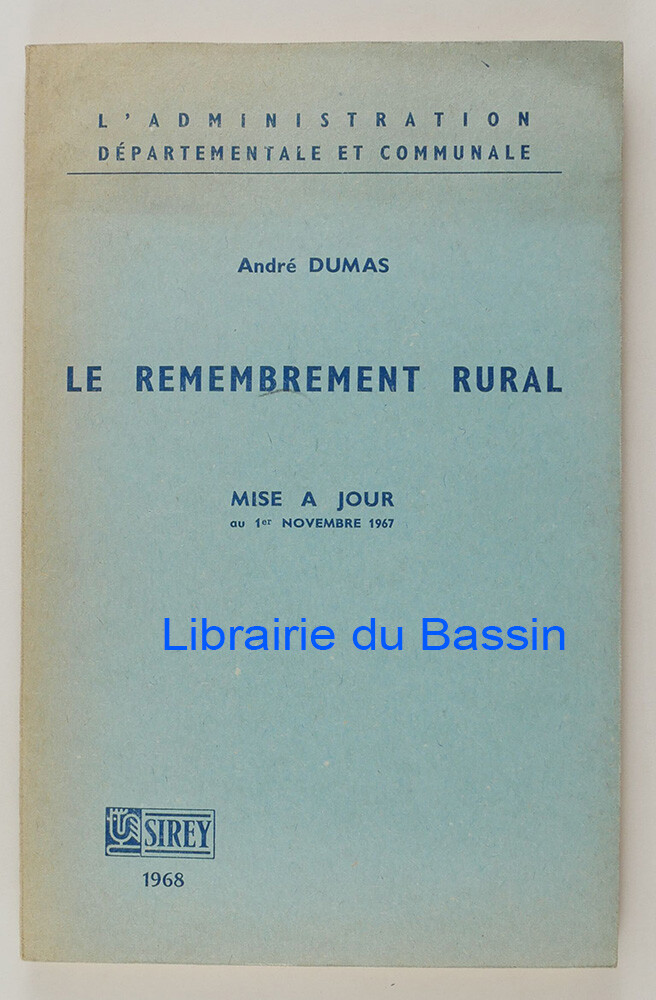 L'ADMINISTRATION
DÉPARTEMENTALE ET COMMUNALE
André DUMAS
LE REMEMBREMENT RURAL
MISE A JOUR
au 1er NOVEMBRE 1967
Librairie du Bassin
SIREY
1968